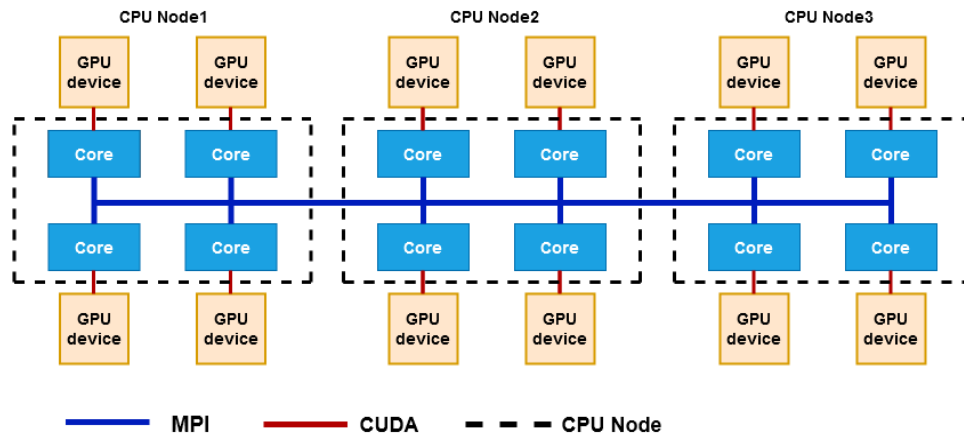 CPU Node1 CPU Node2 CPU Node3
GPU device GPU device GPU device GPU device GPU device GPU device
Core Core Core Core Core Core
Core Core Core Core Core Core
GPU device GPU device GPU device GPU device GPU device GPU device
MPI CUDA CPU Node